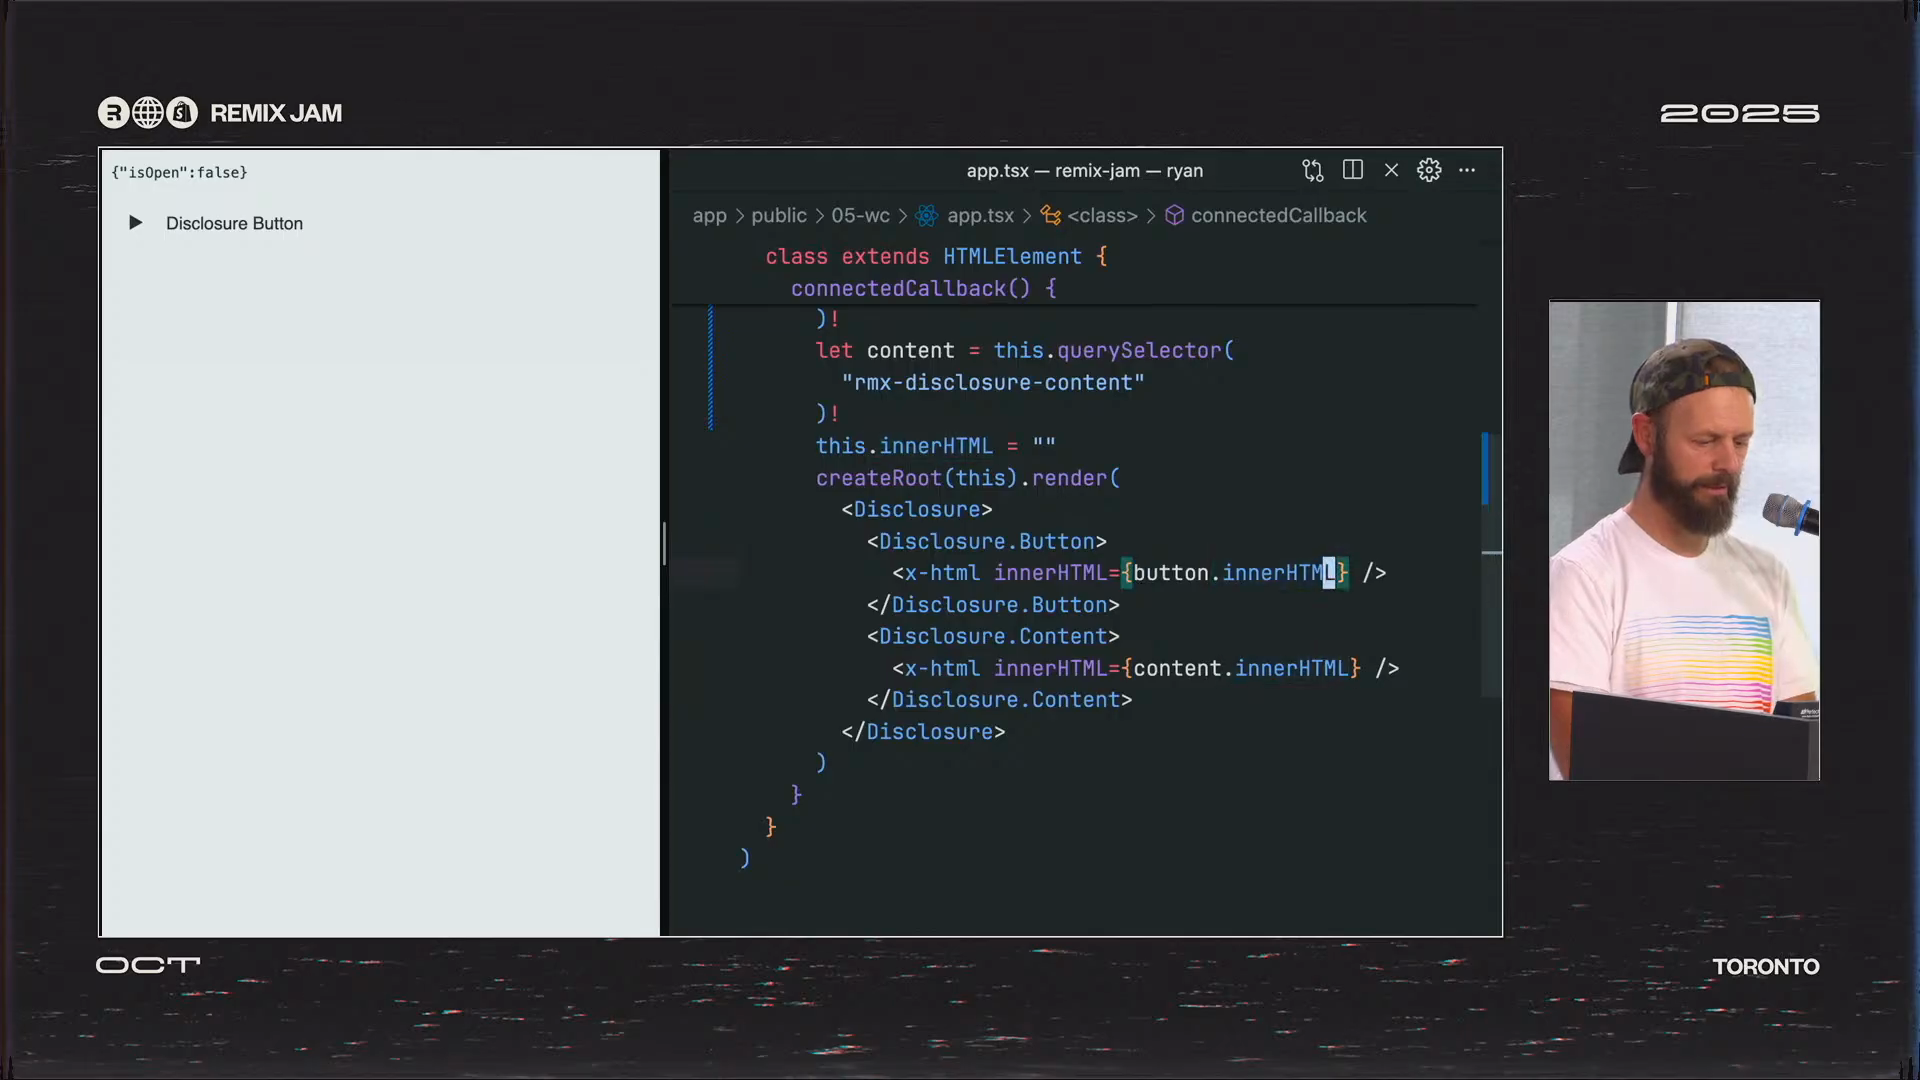 REMIX JAM
2025
{"isOpen":false}
▶ Disclosure Button
app.tsx — remix-jam — ryan
app > public > 05-wc > app.tsx > <class> > connectedCallback
class extends HTMLElement {
connectedCallback() {
)!
let content = this.querySelector(
"rmx-disclosure-content"
)!
this.innerHTML = ""
createRoot(this).render(
<Disclosure>
<Disclosure.Button>
<x-html innerHTML={button.innerHTML} />
</Disclosure.Button>
<Disclosure.Content>
<x-html innerHTML={content.innerHTML} />
</Disclosure.Content>
</Disclosure>
)
}
}
)
OCT
TORONTO